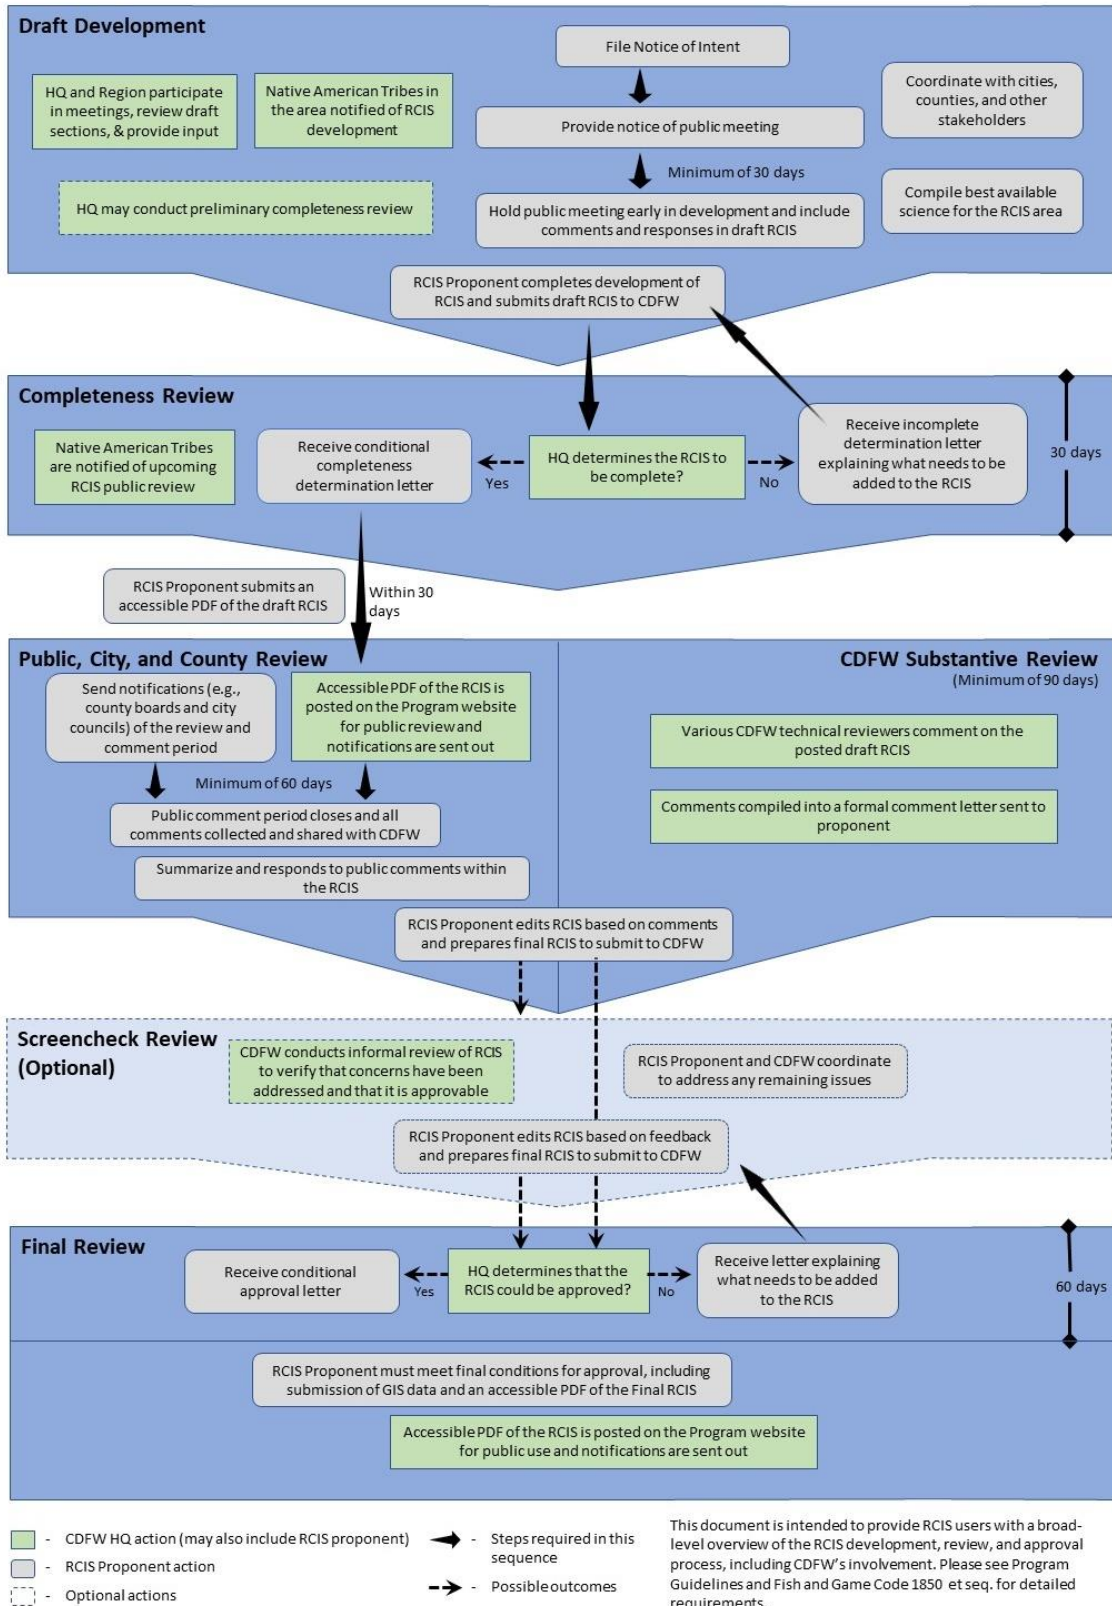 Draft Development
File Notice of Intent
HQ and Region participate
in meetings, review draft
sections, & provide input
Native American Tribes in
the area notified of RCIS
development
Provide notice of public meeting
Coordinate with cities,
counties, and other
stakeholders
Minimum of 30 days
HQ may conduct preliminary completeness review
Hold public meeting early in development and include
comments and responses in draft RCIS
Compile best available
science for the RCIS area
RCIS Proponent completes development of
RCIS and submits draft RCIS to CDFW
Completeness Review
Native American Tribes
are notified of upcoming
RCIS public review
Receive conditional
completeness
determination letter
Yes
HQ determines the RCIS to
be complete?
No
Receive incomplete
determination letter
explaining what needs to be
added to the RCIS
30 days
RCIS Proponent submits an
accessible PDF of the draft RCIS
Within 30
days
Public, City, and County Review
Send notifications (e.g.,
county boards and city
councils) of the review and
comment period
Accessible PDF of the RCIS is
posted on the Program website
for public review and
notifications are sent out
Minimum of 60 days
Public comment period closes and all
comments collected and shared with CDFW
Summarize and responds to public comments within
the RCIS
CDFW Substantive Review
(Minimum of 90 days)
Various CDFW technical reviewers comment on the
posted draft RCIS
Comments compiled into a formal comment letter sent to
proponent
RCIS Proponent edits RCIS based on comments
and prepares final RCIS to submit to CDFW
Screencheck Review
(Optional)
CDFW conducts informal review of RCIS
to verify that concerns have been
addressed and that it is approvable
RCIS Proponent and CDFW coordinate
to address any remaining issues
RCIS Proponent edits RCIS based on feedback
and prepares final RCIS to submit to CDFW
Final Review
Receive conditional
approval letter
Yes
HQ determines that the
RCIS could be approved?
No
Receive letter explaining
what needs to be added
to the RCIS
60 days
RCIS Proponent must meet final conditions for approval, including
submission of GIS data and an accessible PDF of the Final RCIS
Accessible PDF of the RCIS is posted on the Program website
for public use and notifications are sent out
- CDFW HQ action (may also include RCIS proponent)
- RCIS Proponent action
- Optional actions
- Steps required in this
sequence
- Possible outcomes
This document is intended to provide RCIS users with a broad-
level overview of the RCIS development, review, and approval
process, including CDFW's involvement. Please see Program
Guidelines and Fish and Game Code 1850 et seq. for detailed
requirements